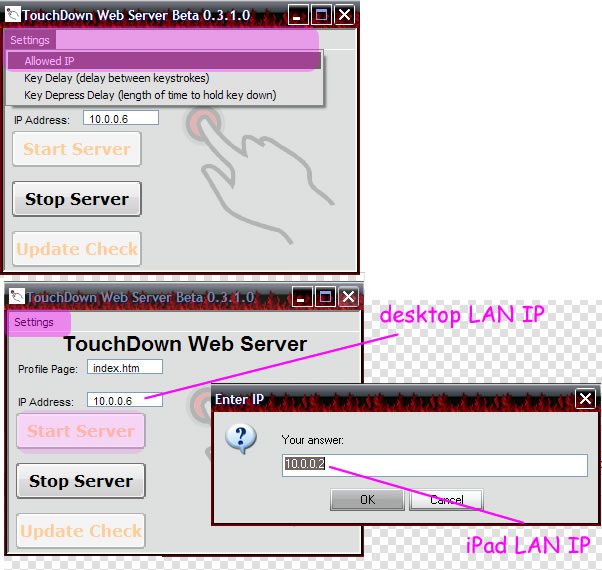 TouchDown Web Server Beta 0.3.1.0
Settings
Allowed IP
Key Delay (delay between keystrokes)
Key Depress Delay (length of time to hold key down)
IP Address: 10.0.0.6
Start Server
Stop Server
Update Check
TouchDown Web Server Beta 0.3.1.0
Settings
desktop LAN IP
TouchDown Web Server
Profile Page: index.htm
IP Address: 10.0.0.6
Enter IP
Start Server
Your answer:
10.0.0.2
Stop Server
OK Cancel
Update Check
iPad LAN IP